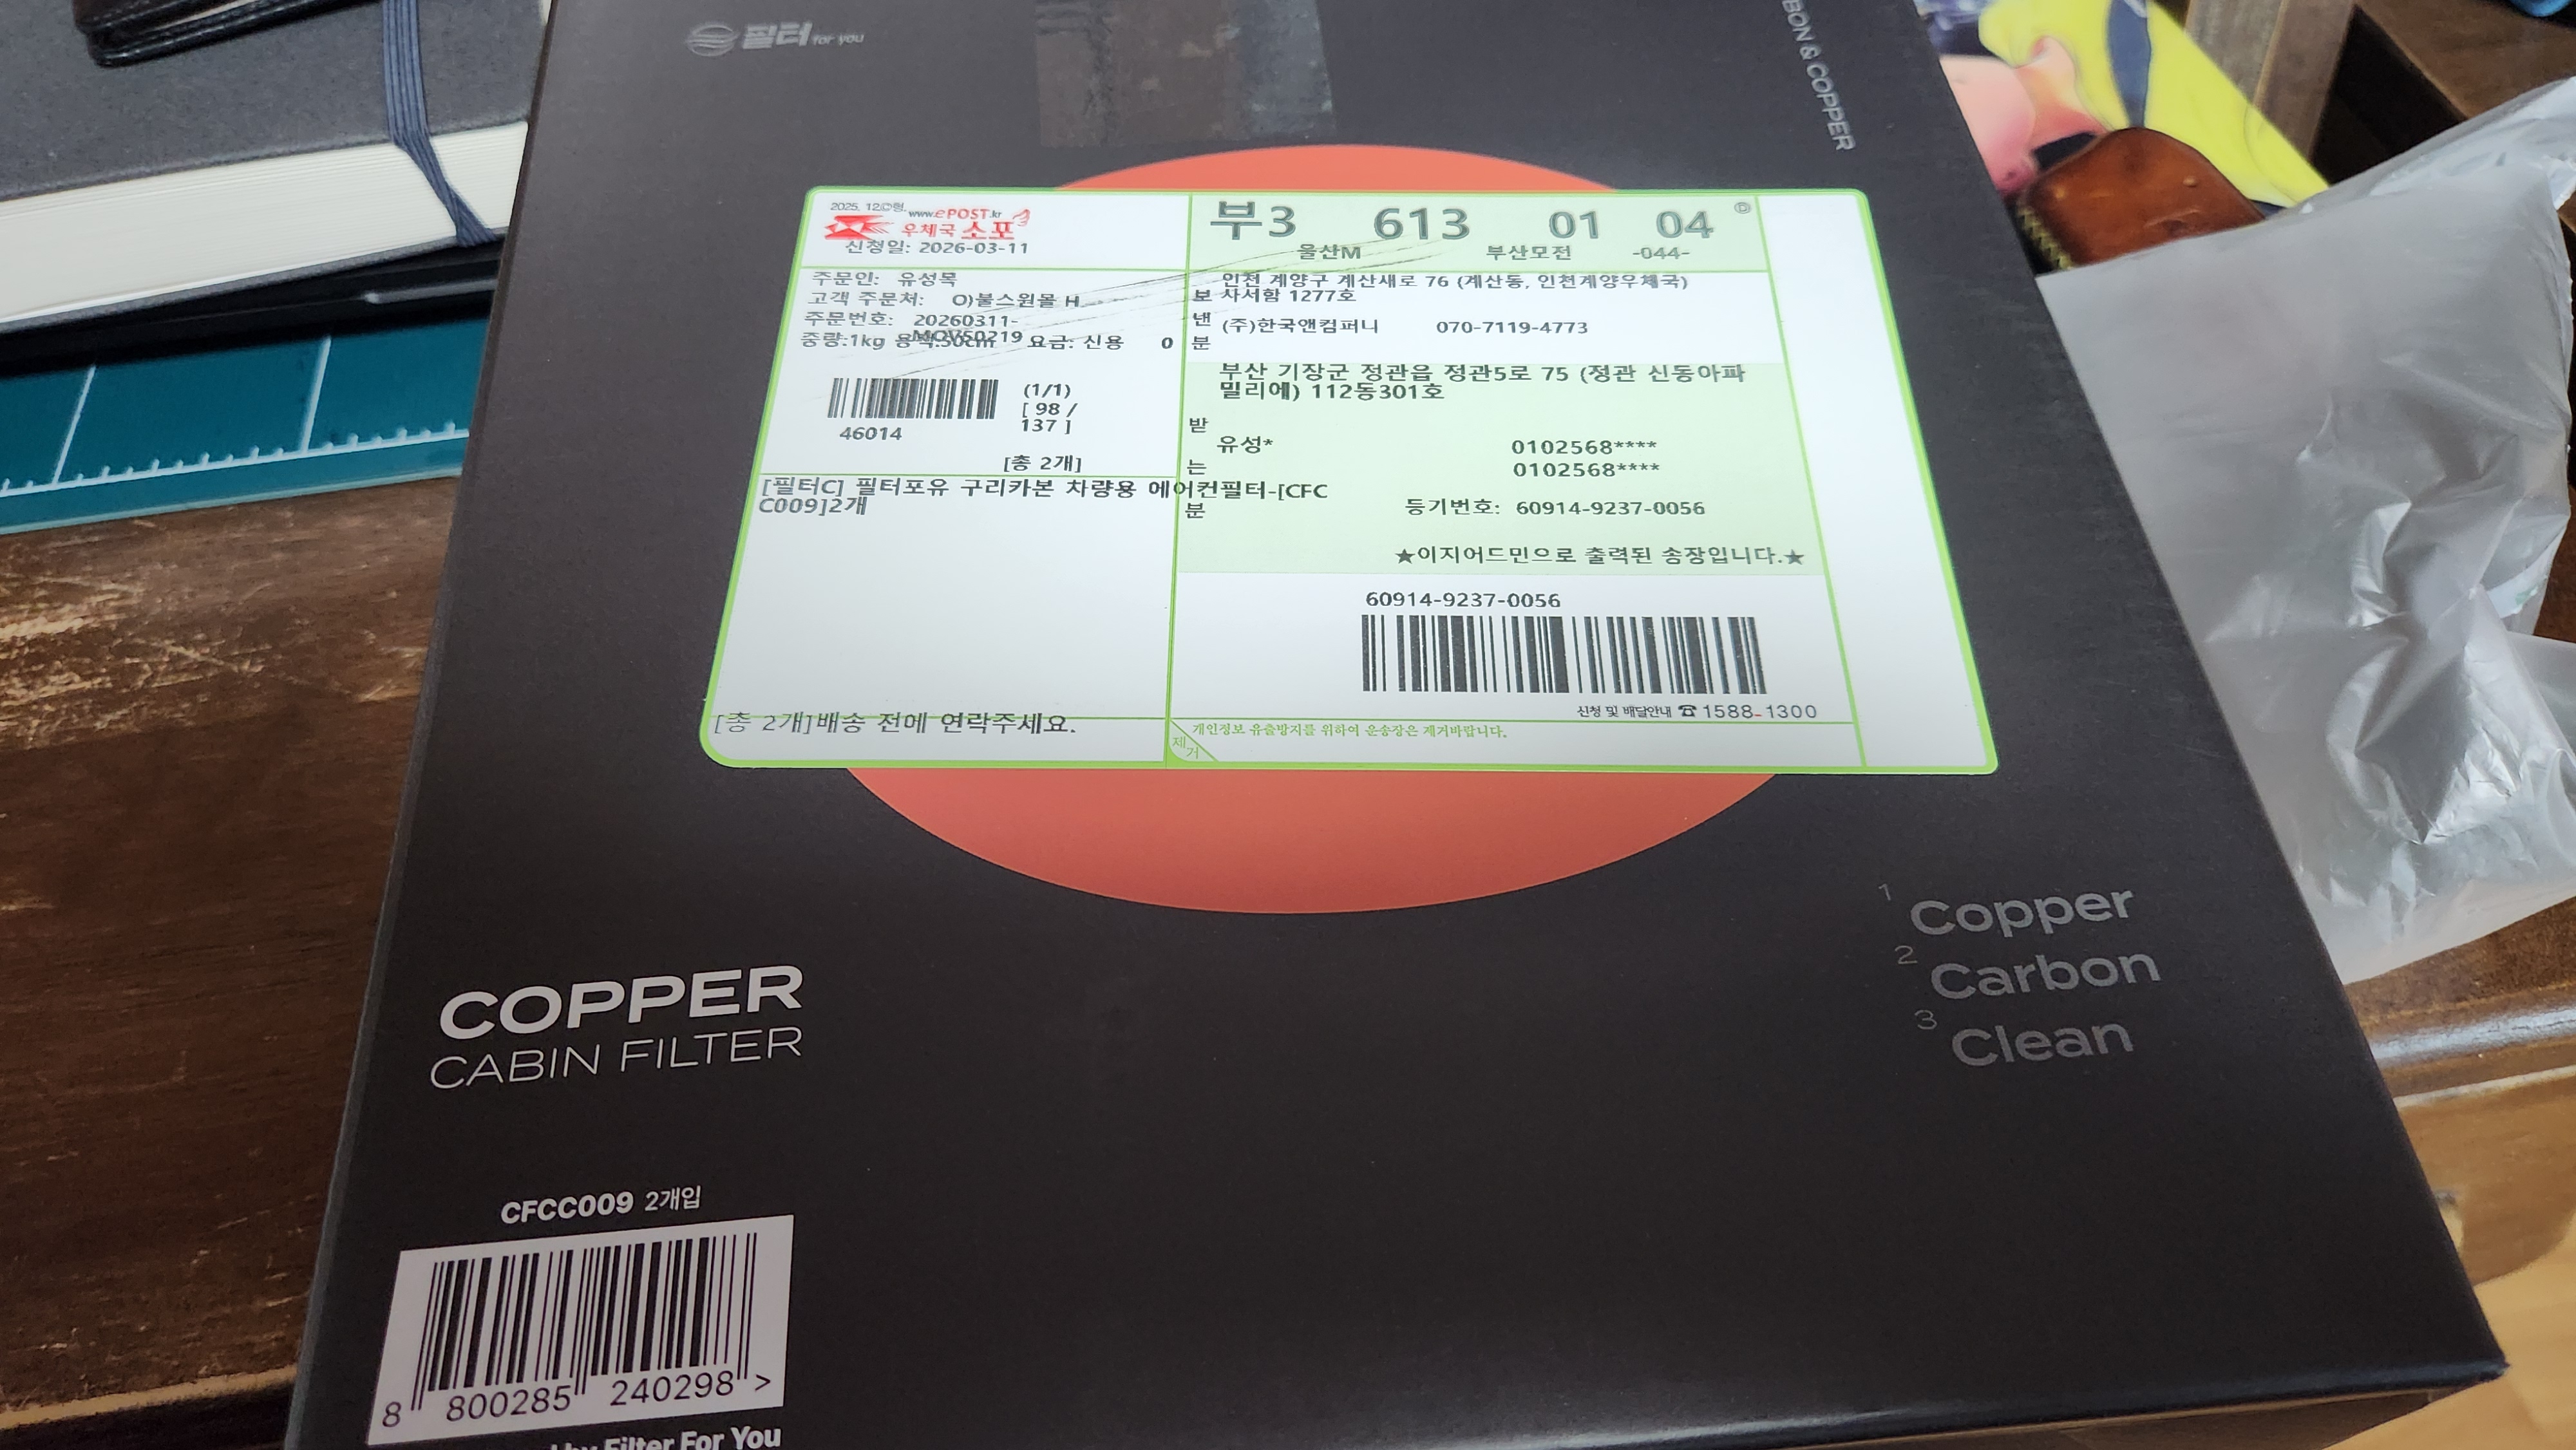 필터 for you
BON & COPPER
2025. 12
www.ePOST.kr
우체국 소포
신청일: 2026-03-11
부3 613 01 04
울산M 부산모전 -044-
주문인: 유성목
고객 주문처: O)불스원몰 H
주문번호: 20260311-
MOV50219
중량:1kg 용적:50cm 요금: 신용 0
(1/1)
[ 98 /
137 ]
46014
[총 2개]
[필터C] 필터포유 구리카본 차량용 에어컨필터-[CFC
C009]2개
[총 2개]배송 전에 연락주세요.
보낸분
인천 계양구 계산새로 76 (계산동, 인천계양우체국)
사서함 1277호
(주)한국앤컴퍼니 070-7119-4773
받는분
부산 기장군 정관읍 정관5로 75 (정관 신동아파
밀리에) 112동301호
유성* 0102568****
0102568****
등기번호: 60914-9237-0056
★이지어드민으로 출력된 송장입니다.★
60914-9237-0056
신청 및 배달안내 ☎ 1588-1300
제거
개인정보 유출방지를 위하여 운송장은 제거바랍니다.
1 Copper
2 Carbon
3 Clean
COPPER
CABIN FILTER
CFCC009 2개입
8 800285 240298 >
by Filter For You